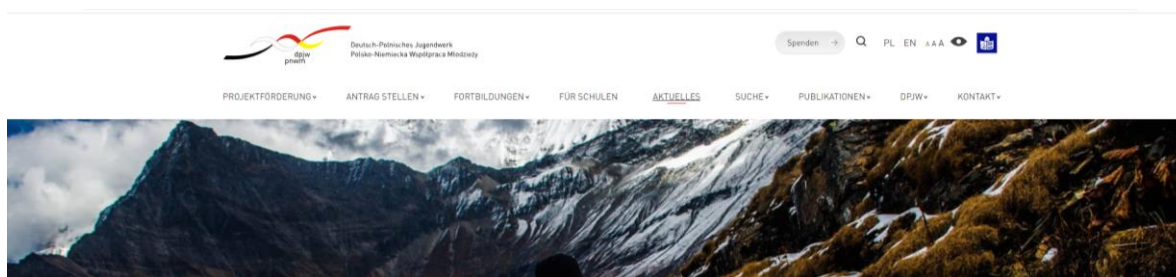 dpjw
pnwm
Deutsch-Polnisches Jugendwerk
Polsko-Niemiecka Współpraca Młodzieży
Spenden → PL EN A A A
PROJEKTFÖRDERUNG ANTRAG STELLEN FORTBILDUNGEN FÜR SCHULEN AKTUELLES SUCHE PUBLIKATIONEN DPJW KONTAKT